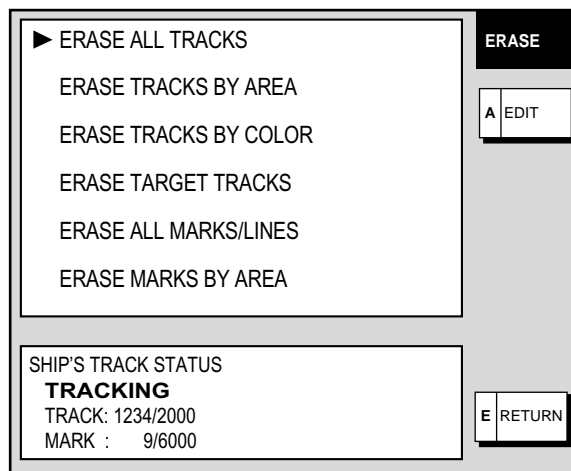 ▶ ERASE ALL TRACKS
ERASE TRACKS BY AREA
ERASE TRACKS BY COLOR
ERASE TARGET TRACKS
ERASE ALL MARKS/LINES
ERASE MARKS BY AREA
SHIP'S TRACK STATUS
TRACKING
TRACK: 1234/2000
MARK : 9/6000
ERASE
A EDIT
E RETURN